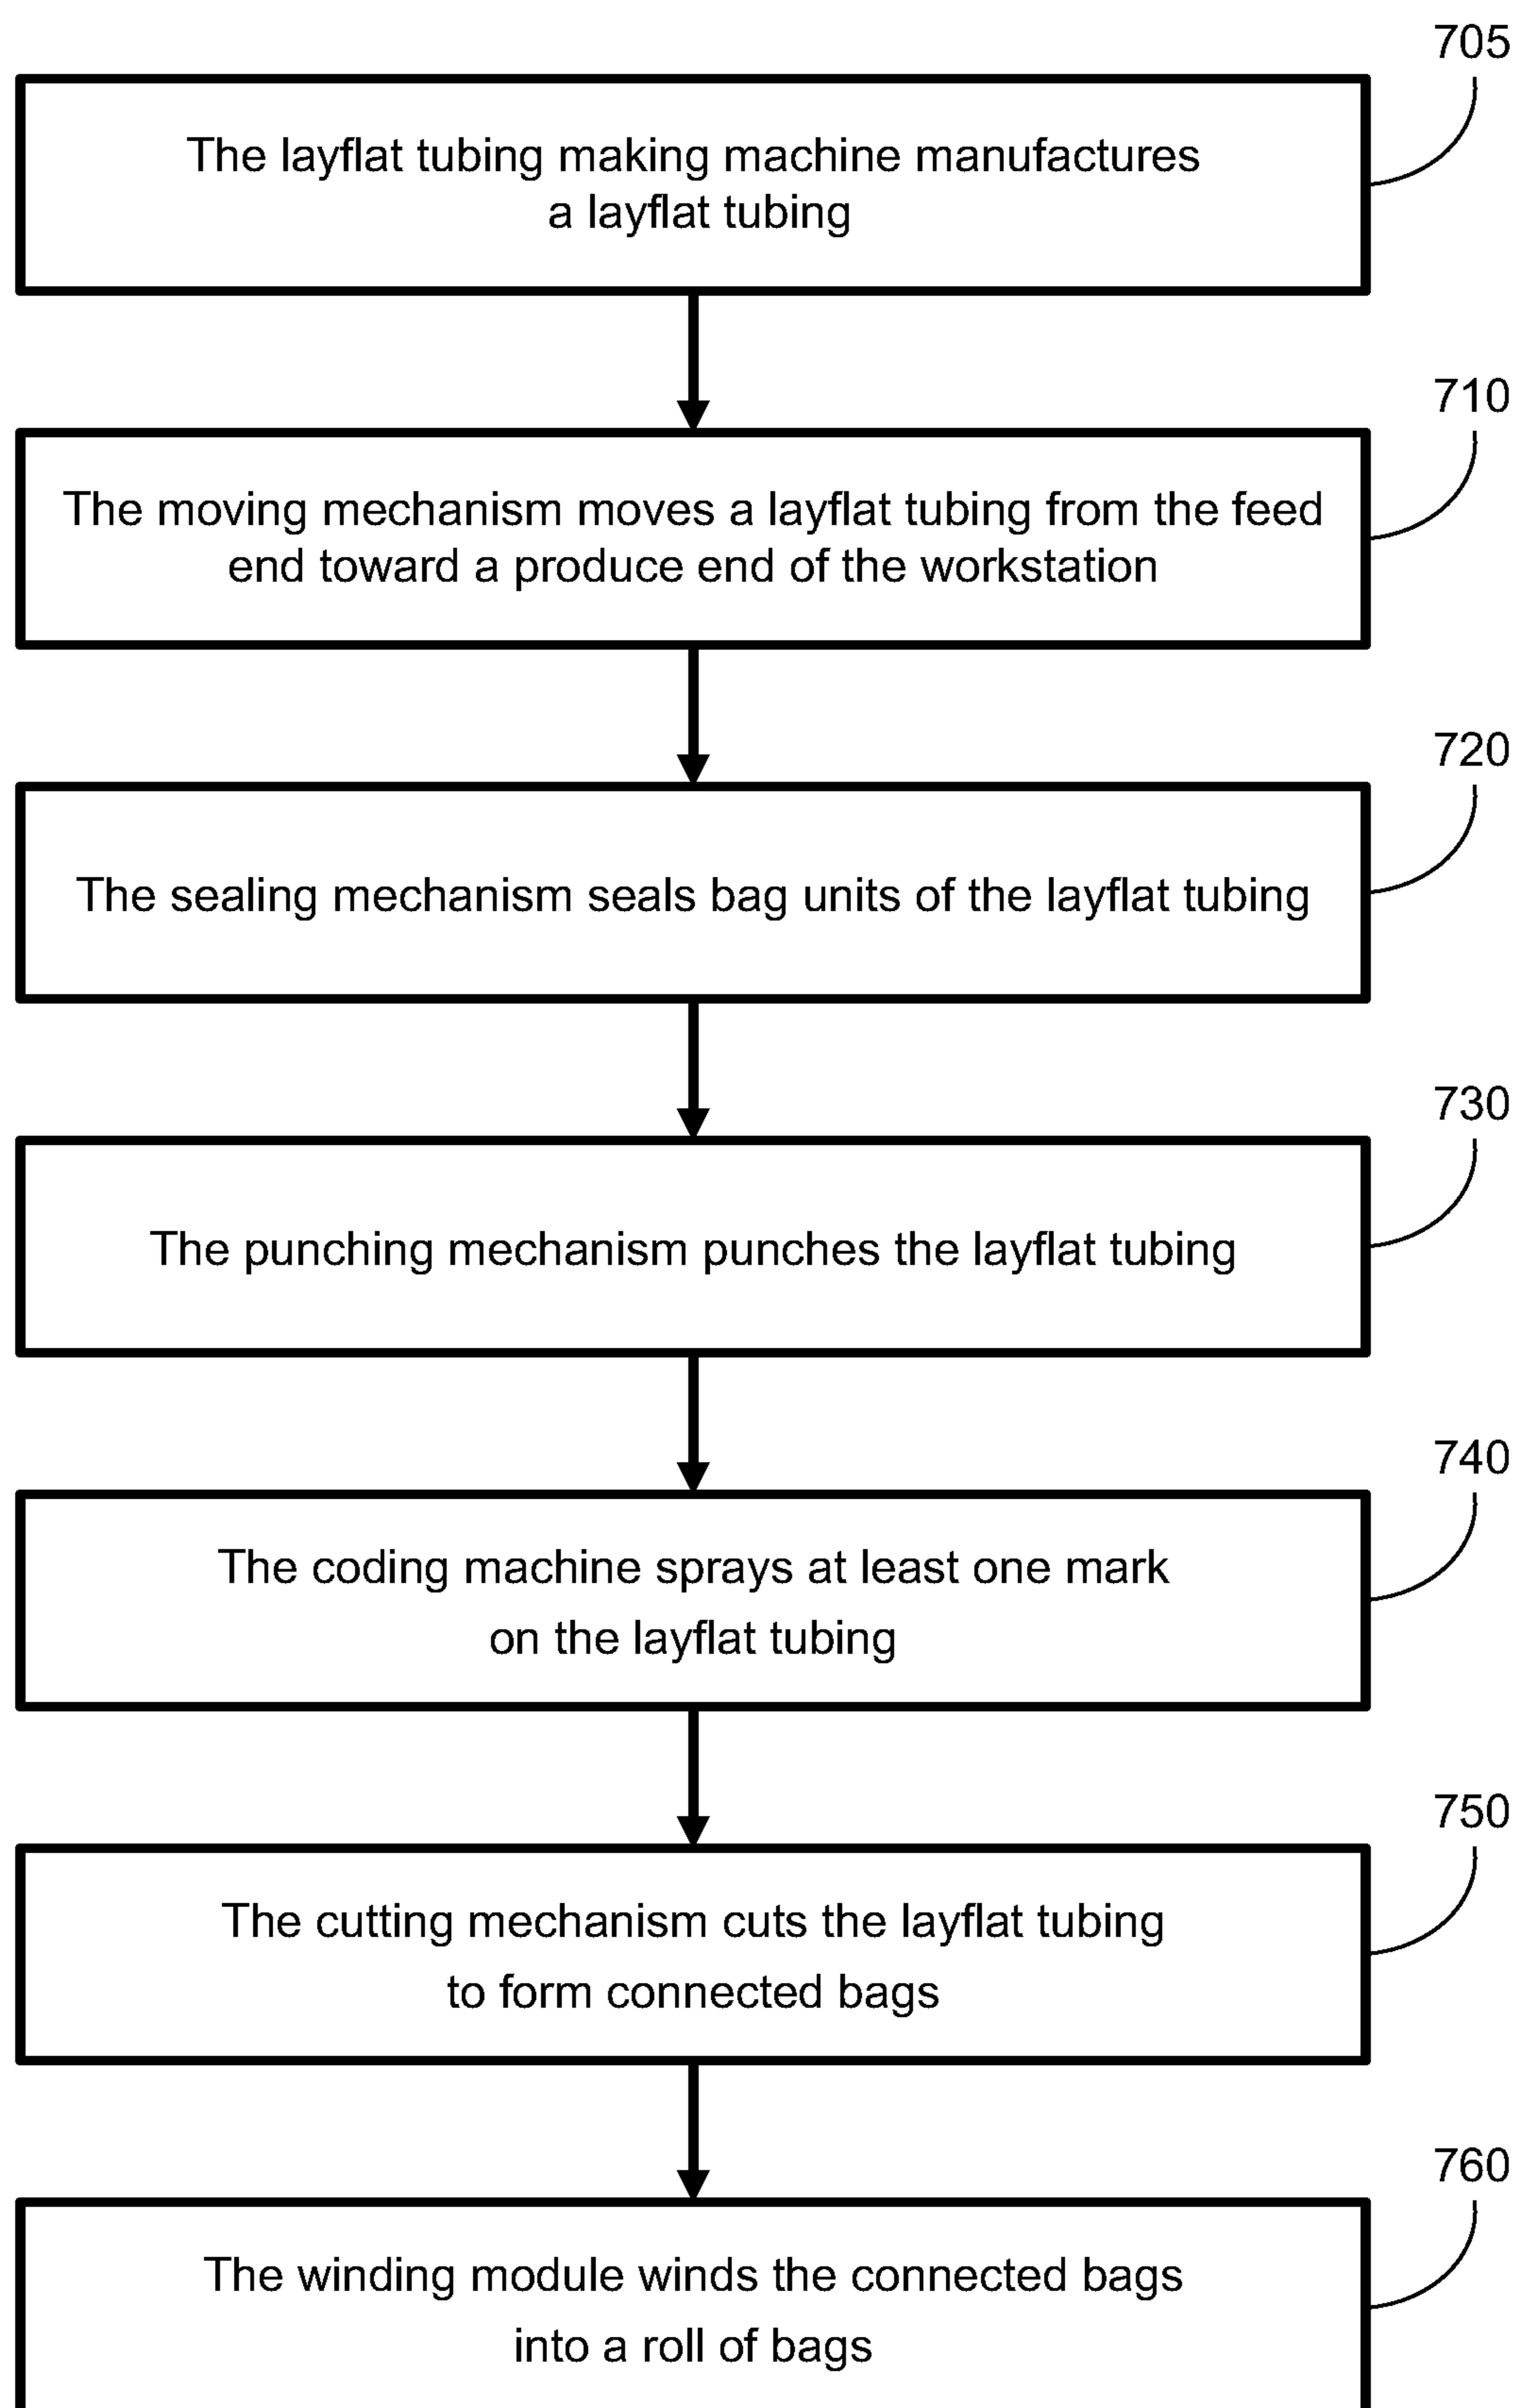 705
The layflat tubing making machine manufactures
a layflat tubing
710
The moving mechanism moves a layflat tubing from the feed
end toward a produce end of the workstation
720
The sealing mechanism seals bag units of the layflat tubing
730
The punching mechanism punches the layflat tubing
740
The coding machine sprays at least one mark
on the layflat tubing
750
The cutting mechanism cuts the layflat tubing
to form connected bags
760
The winding module winds the connected bags
into a roll of bags